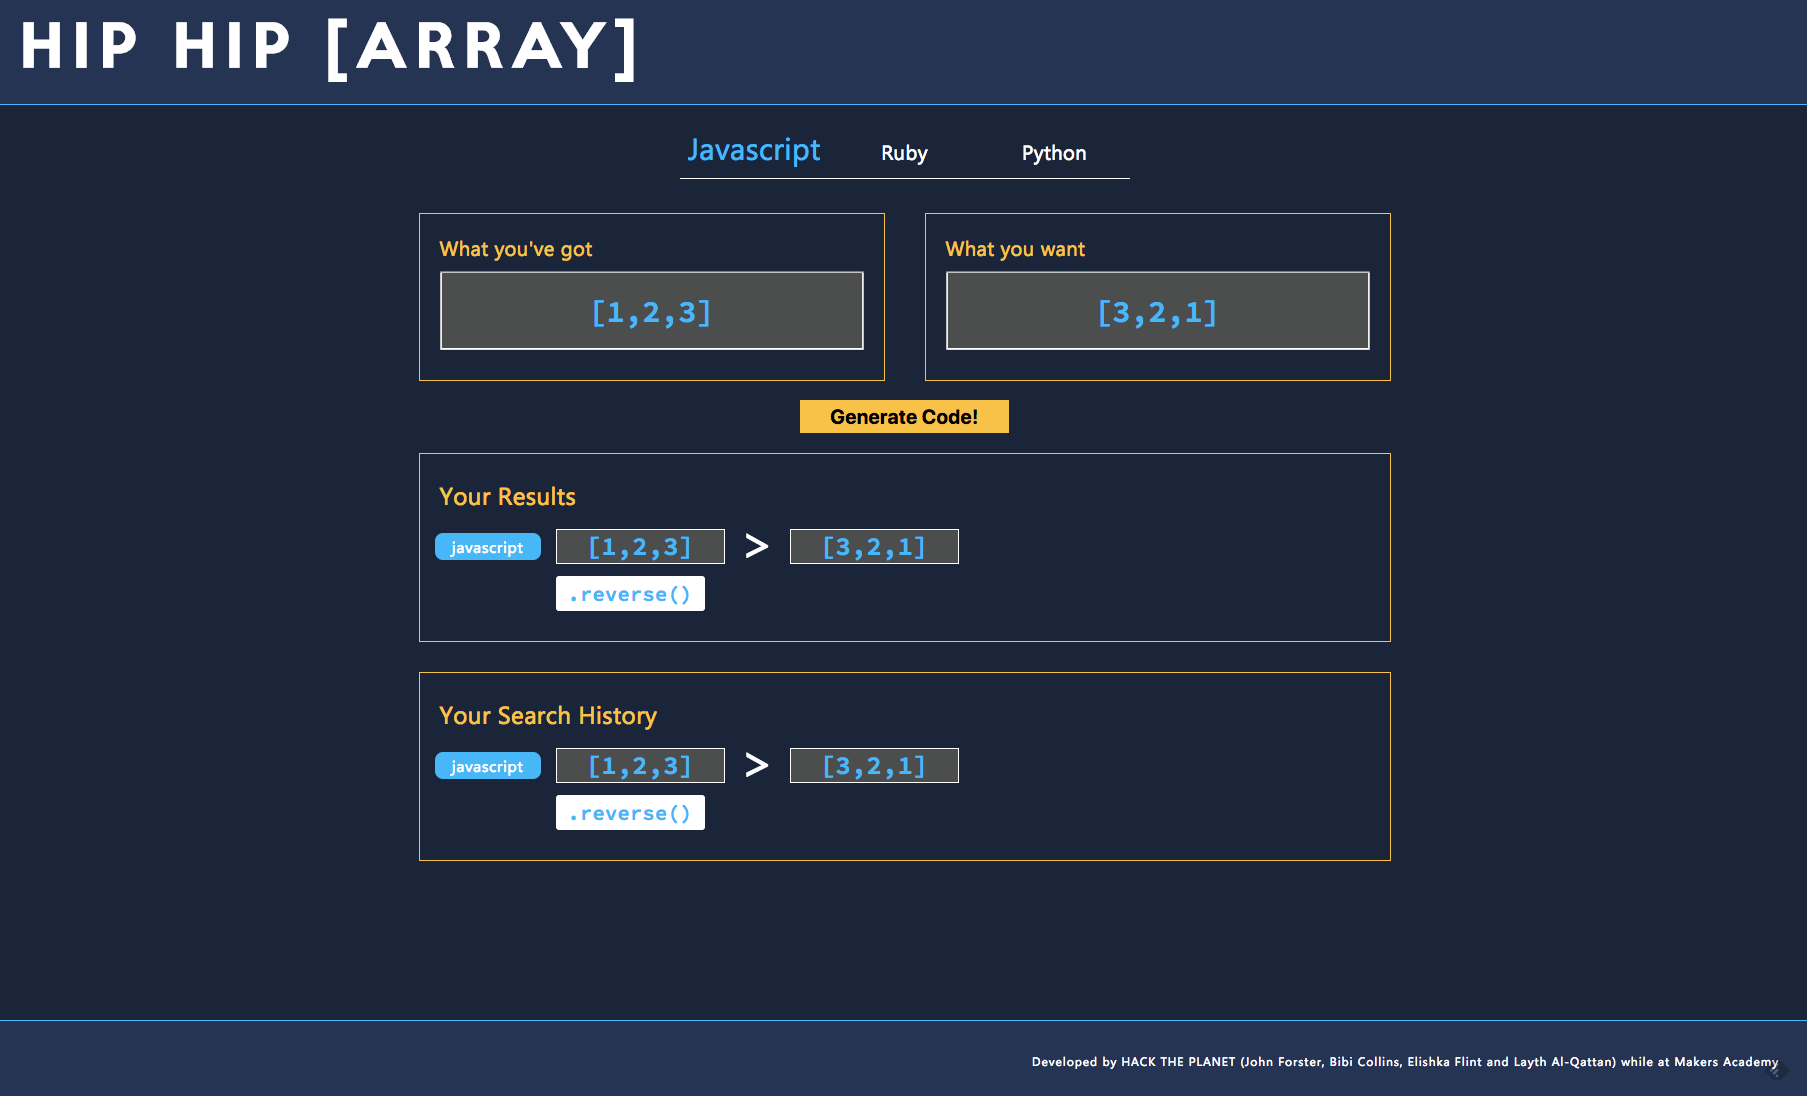 HIP HIP [ARRAY]
Javascript Ruby Python
What you've got
[1,2,3]
What you want
[3,2,1]
Generate Code!
Your Results
javascript [1,2,3] > [3,2,1]
.reverse()
Your Search History
javascript [1,2,3] > [3,2,1]
.reverse()
Developed by HACK THE PLANET (John Forster, Bibi Collins, Elishka Flint and Layth Al-Qattan) while at Makers Academy